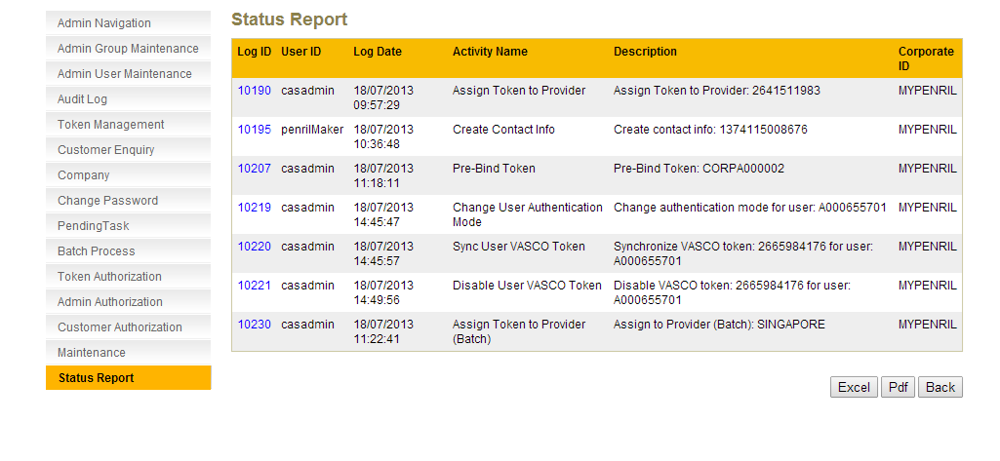 Admin Navigation
Admin Group Maintenance
Admin User Maintenance
Audit Log
Token Management
Customer Enquiry
Company
Change Password
PendingTask
Batch Process
Token Authorization
Admin Authorization
Customer Authorization
Maintenance
Status Report
Status Report
Log ID User ID Log Date Activity Name Description Corporate
ID
10190 casadmin 18/07/2013 Assign Token to Provider Assign Token to Provider: 2641511983 MYPENRIL
09:57:29
10195 penrilMaker 18/07/2013 Create Contact Info Create contact info: 1374115008676 MYPENRIL
10:36:48
10207 casadmin 18/07/2013 Pre-Bind Token Pre-Bind Token: CORPA000002 MYPENRIL
11:18:11
10219 casadmin 18/07/2013 Change User Authentication Change authentication mode for user: A000655701 MYPENRIL
14:45:47 Mode
10220 casadmin 18/07/2013 Sync User VASCO Token Synchronize VASCO token: 2665984176 for user: MYPENRIL
14:45:57 A000655701
10221 casadmin 18/07/2013 Disable User VASCO Token Disable VASCO token: 2665984176 for user: MYPENRIL
14:49:56 A000655701
10230 casadmin 18/07/2013 Assign Token to Provider Assign to Provider (Batch): SINGAPORE MYPENRIL
11:22:41 (Batch)
Excel Pdf Back